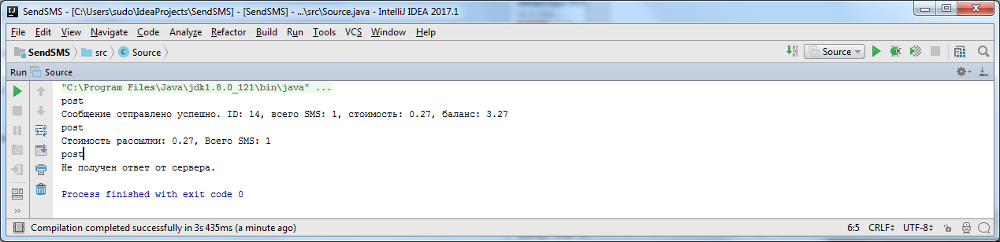 SendSMS - [C:\Users\sudo\IdeaProjects\SendSMS] - [SendSMS] - ...\src\Source.java - IntelliJ IDEA 2017.1
File Edit View Navigate Code Analyze Refactor Build Run Tools VCS Window Help
SendSMS src Source Source
Run Source
"C:\Program Files\Java\jdk1.8.0_121\bin\java" ...
post
Сообщение отправлено успешно. ID: 14, всего SMS: 1, стоимость: 0.27, баланс: 3.27
post
Стоимость рассылки: 0.27, Всего SMS: 1
post
Не получен ответ от сервера.
Process finished with exit code 0
Compilation completed successfully in 3s 435ms (a minute ago) 6:5 CRLF UTF-8